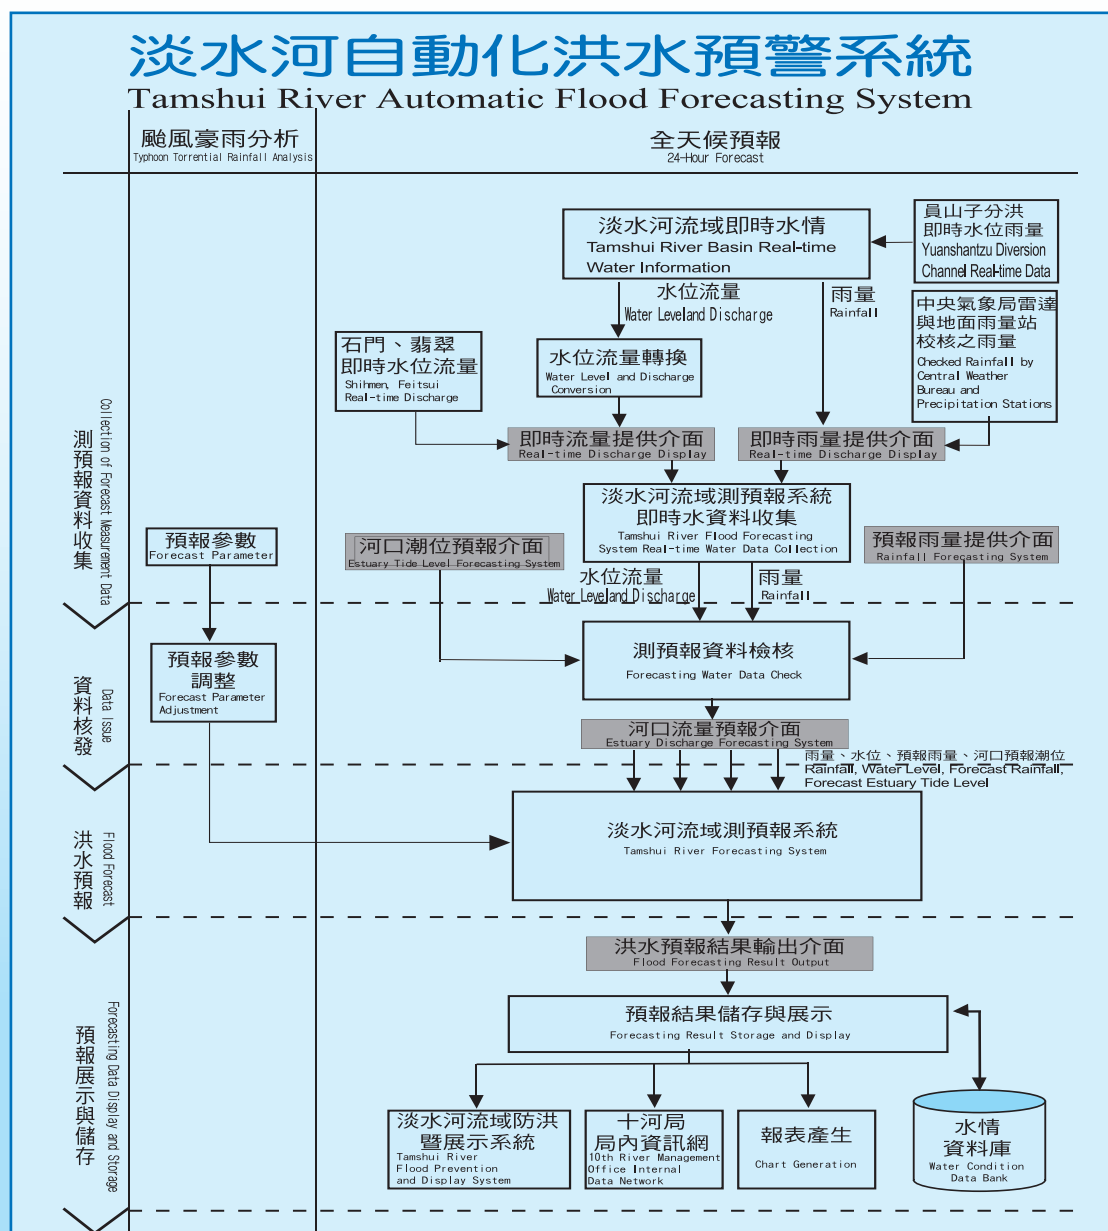 淡水河自動化洪水預警系統
Tamshui River Automatic Flood Forecasting System
颱風豪雨分析
Typhoon Torrential Rainfall Analysis
全天候預報
24-Hour Forecast
測預報資料收集
Collection of Forecast Measurement Data
淡水河流域即時水情
Tamshui River Basin Real-time
Water Information
員山子分洪
即時水位雨量
Yuanshantzu Diversion
Channel Real-time Data
水位流量
Water Leveland Discharge
雨量
Rainfall
中央氣象局雷達
與地面雨量站
校核之雨量
Checked Rainfall by
Central Weather
Bureau and
Precipitation Stations
石門、翡翠
即時水位流量
Shihmen, Feitsui
Real-time Discharge
水位流量轉換
Water Level and Discharge
Conversion
即時流量提供介面
Real-time Discharge Display
即時雨量提供介面
Real-time Discharge Display
淡水河流域測預報系統
即時水資料收集
Tamshui River Flood Forecasting
System Real-time Water Data Collection
預報參數
Forecast Parameter
河口潮位預報介面
Estuary Tide Level Forecasting System
預報雨量提供介面
Rainfall Forecasting System
水位流量
Water Leveland Discharge
雨量
Rainfall
資料核發
Data Issue
預報參數
調整
Forecast Parameter
Adjustment
測預報資料檢核
Forecasting Water Data Check
河口流量預報介面
Estuary Discharge Forecasting System
雨量、水位、預報雨量、河口預報潮位
Rainfall, Water Level, Forecast Rainfall,
Forecast Estuary Tide Level
洪水預報
Flood Forecast
淡水河流域測預報系統
Tamshui River Forecasting System
洪水預報結果輸出介面
Flood Forecasting Result Output
預報展示與儲存
Forecasting Data Display and Storage
預報結果儲存與展示
Forecasting Result Storage and Display
淡水河流域防洪
暨展示系統
Tamshui River
Flood Prevention
and Display System
十河局
局內資訊網
10th River Management
Office Internal
Data Network
報表產生
Chart Generation
水情
資料庫
Water Condition
Data Bank